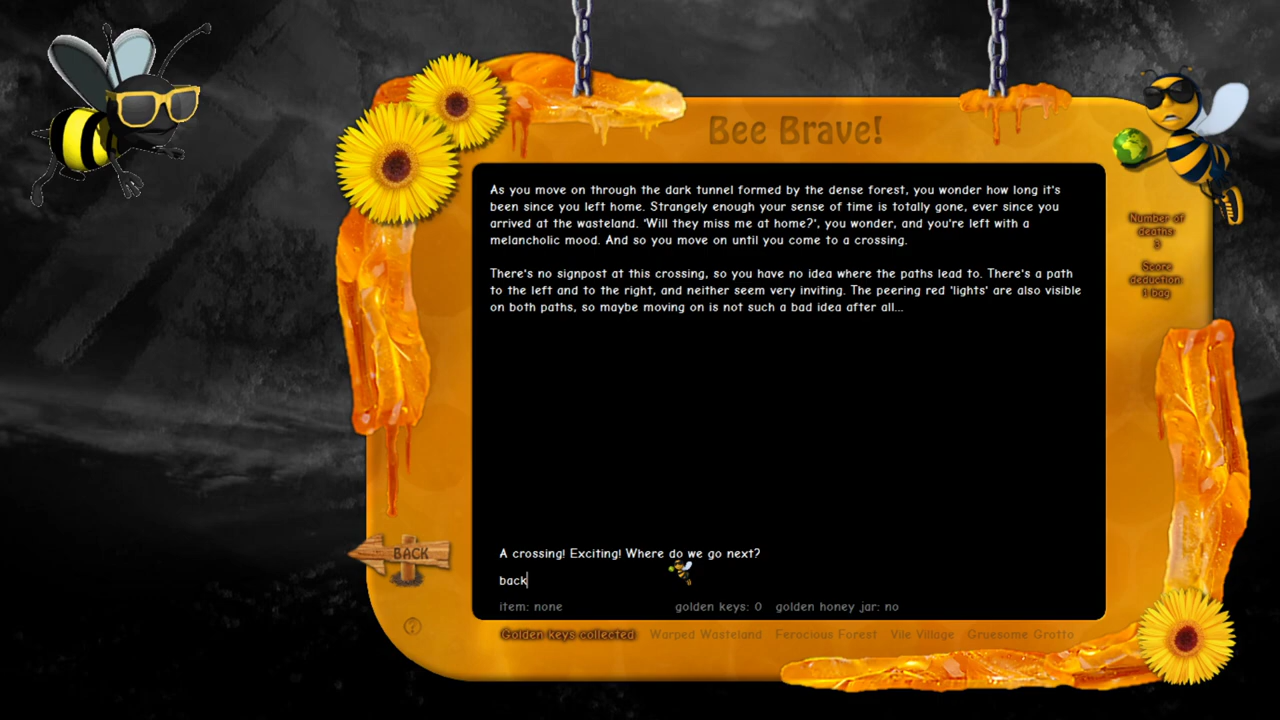 Bee Brave!
As you move on through the dark tunnel formed by the dense forest, you wonder how long it's
been since you left home. Strangely enough your sense of time is totally gone, ever since you
arrived at the wasteland. 'Will they miss me at home?', you wonder, and you're left with a
melancholic mood. And so you move on until you come to a crossing.
There's no signpost at this crossing, so you have no idea where the paths lead to. There's a path
to the left and to the right, and neither seem very inviting. The peering red 'lights' are also visible
on both paths, so maybe moving on is not such a bad idea after all...
Number of
deaths:
3
Score
deduction:
1 bag
A crossing! Exciting! Where do we go next?
back
BACK
item: none golden keys: 0 golden honey jar: no
?
Golden keys collected Warped Wasteland Ferocious Forest Vile Village Gruesome Grotto